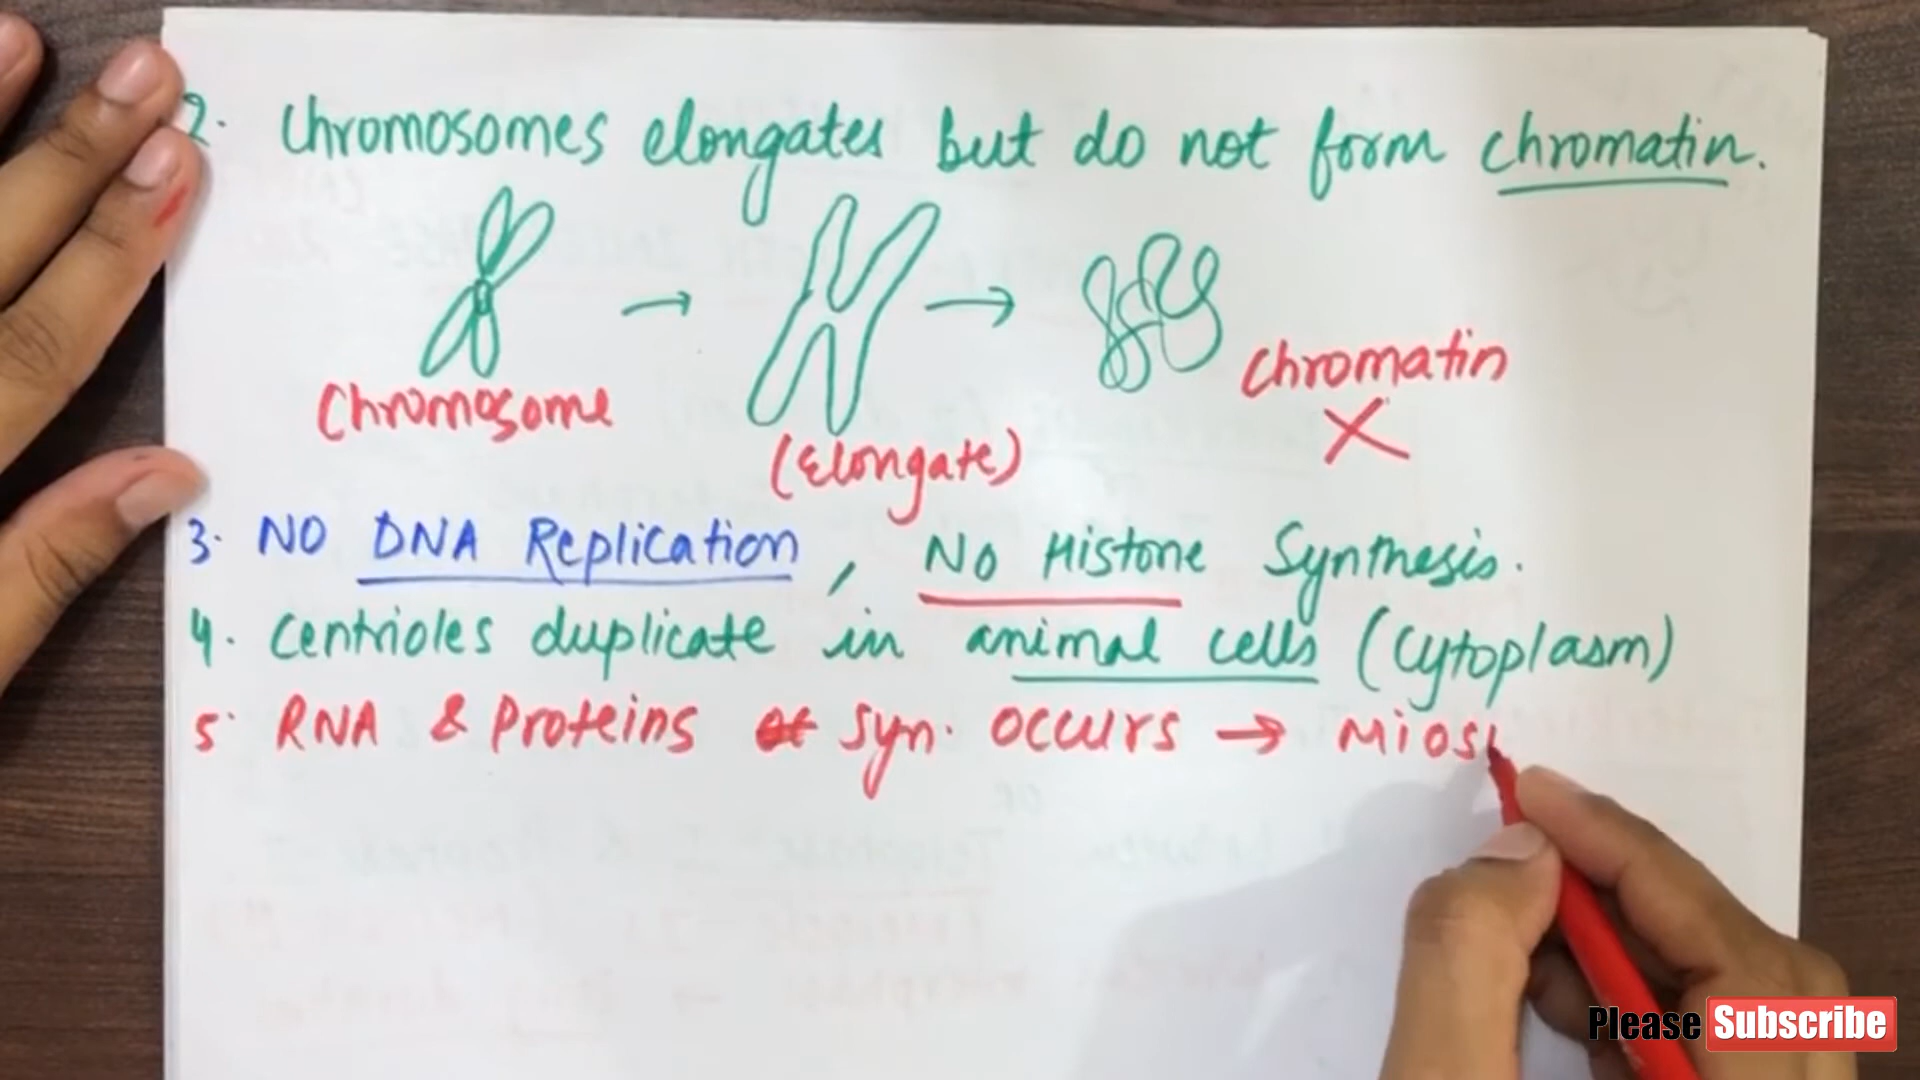 2. Chromosomes elongates but do not form chromatin.
Chromosome
(Elongate)
Chromatin
X
3. NO DNA Replication, No Histone Synthesis.
4. Centrioles duplicate in animal cells (Cytoplasm)
5. RNA & Proteins syn. occurs → Miosi
Please Subscribe